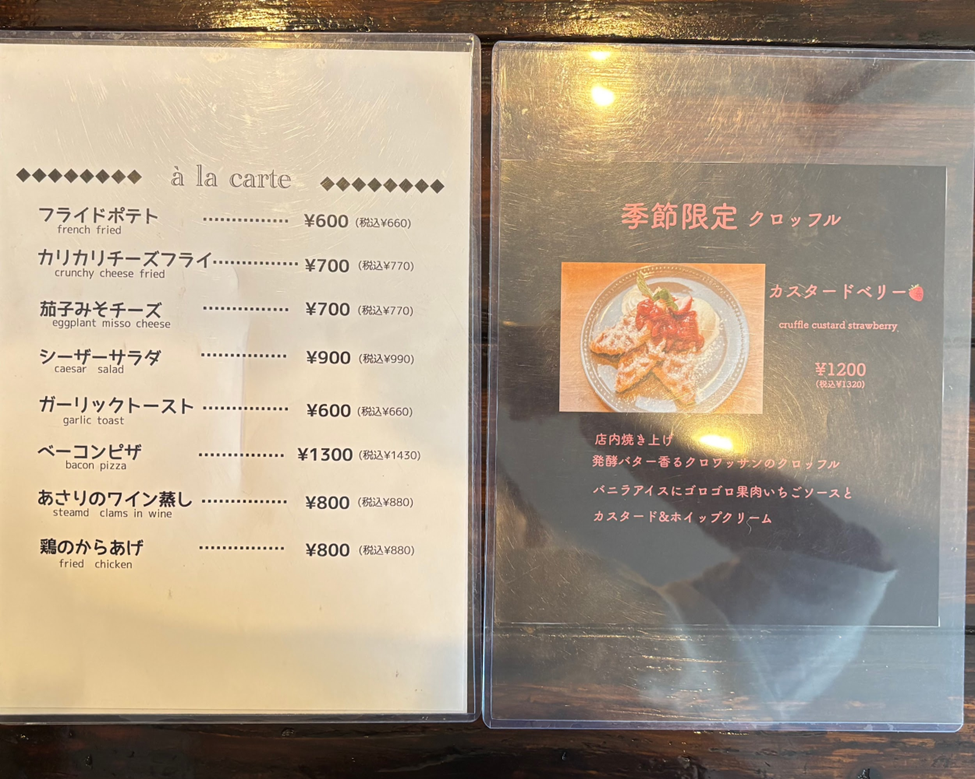 à la carte
フライドポテト ¥600 (税込¥660)
french fried
カリカリチーズフライ ¥700 (税込¥770)
crunchy cheese fried
茄子みそチーズ ¥700 (税込¥770)
eggplant misso cheese
シーザーサラダ ¥900 (税込¥990)
caesar salad
ガーリックトースト ¥600 (税込¥660)
garlic toast
ベーコンピザ ¥1300 (税込¥1430)
bacon pizza
あさりのワイン蒸し ¥800 (税込¥880)
steamd clams in wine
鶏のからあげ ¥800 (税込¥880)
fried chicken
季節限定 クロッフル
カスタードベリー🍓
cruffle custard strawberry
¥1200
(税込¥1320)
店内焼き上げ
発酵バター香るクロワッサンのクロッフル
バニラアイスにゴロゴロ果肉いちごソースと
カスタード&ホイップクリーム